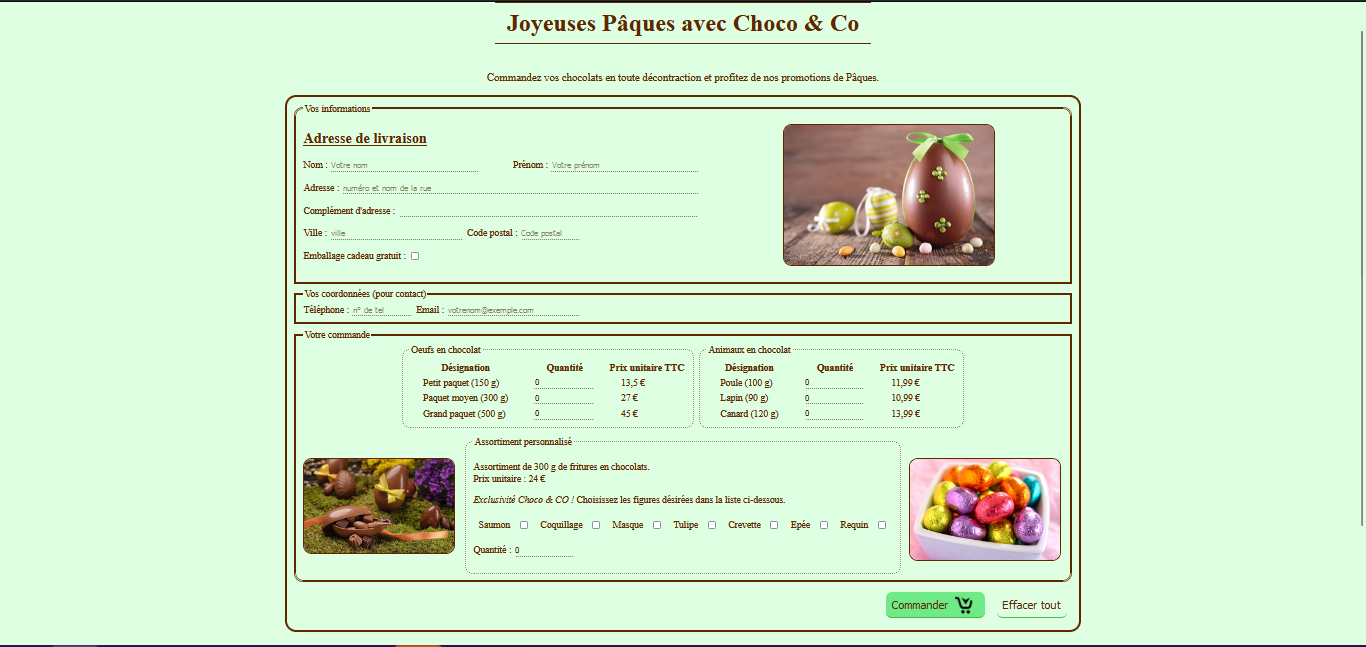 Joyeuses Pâques avec Choco & Co
Commandez vos chocolats en toute décontraction et profitez de nos promotions de Pâques.
Vos informations
Adresse de livraison
Nom : Votre nom Prénom : Votre prénom
Adresse : numéro et nom de la rue
Complément d'adresse :
Ville : ville Code postal : Code postal
Emballage cadeau gratuit :
Vos coordonnées (pour contact)
Téléphone : n° de tel Email : votrenom@exemple.com
Votre commande
Oeufs en chocolat
Désignation Quantité Prix unitaire TTC
Petit paquet (150 g) 0 13,5 €
Paquet moyen (300 g) 0 27 €
Grand paquet (500 g) 0 45 €
Animaux en chocolat
Désignation Quantité Prix unitaire TTC
Poule (100 g) 0 11,99 €
Lapin (90 g) 0 10,99 €
Canard (120 g) 0 13,99 €
Assortiment personnalisé
Assortiment de 300 g de fritures en chocolats.
Prix unitaire : 24 €
Exclusivité Choco & CO ! Choisissez les figures désirées dans la liste ci-dessous.
Saumon Coquillage Masque Tulipe Crevette Epée Requin
Quantité : 0
Commander Effacer tout